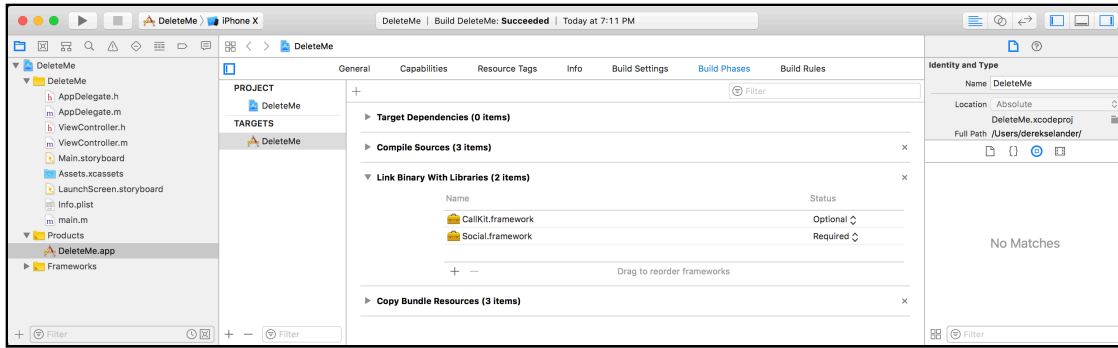 DeleteMe
iPhone X
DeleteMe | Build DeleteMe: Succeeded | Today at 7:11 PM
DeleteMe
DeleteMe
AppDelegate.h
AppDelegate.m
ViewController.h
ViewController.m
Main.storyboard
Assets.xcassets
LaunchScreen.storyboard
Info.plist
main.m
Products
DeleteMe.app
Frameworks
Filter
DeleteMe
General Capabilities Resource Tags Info Build Settings Build Phases Build Rules
PROJECT
DeleteMe
TARGETS
DeleteMe
Filter
Filter
Target Dependencies (0 items)
Compile Sources (3 items)
Link Binary With Libraries (2 items)
Name Status
CallKit.framework Optional
Social.framework Required
Drag to reorder frameworks
Copy Bundle Resources (3 items)
Identity and Type
Name DeleteMe
Location Absolute
DeleteMe.xcodeproj
Full Path /Users/derekselander/
No Matches
Filter